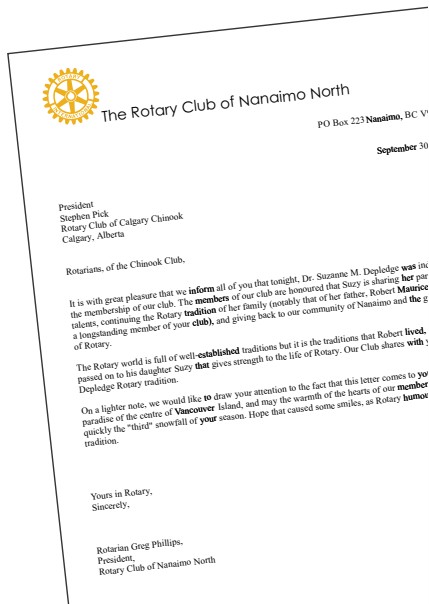 ROTARY
INTERNATIONAL
The Rotary Club of Nanaimo North
PO Box 223 Nanaimo, BC
September 30
President
Stephen Pick
Rotary Club of Calgary Chinook
Calgary, Alberta
Rotarians, of the Chinook Club,
It is with great pleasure that we inform all of you that tonight, Dr. Suzanne M. Depledge was
the membership of our club. The members of our club are honoured that Suzy is sharing her
talents, continuing the Rotary tradition of her family (notably that of her father, Robert Maurice
a longstanding member of your club), and giving back to our community of Nanaimo and the
of Rotary.
The Rotary world is full of well-established traditions but it is the traditions that Robert lived,
passed on to his daughter Suzy that gives strength to the life of Rotary. Our Club shares with
Depledge Rotary tradition.
On a lighter note, we would like to draw your attention to the fact that this letter comes to
paradise of the centre of Vancouver Island, and may the warmth of the hearts of our
quickly the "third" snowfall of your season. Hope that caused some smiles, as Rotary
tradition.
Yours in Rotary,
Sincerely,
Rotarian Greg Phillips,
President,
Rotary Club of Nanaimo North